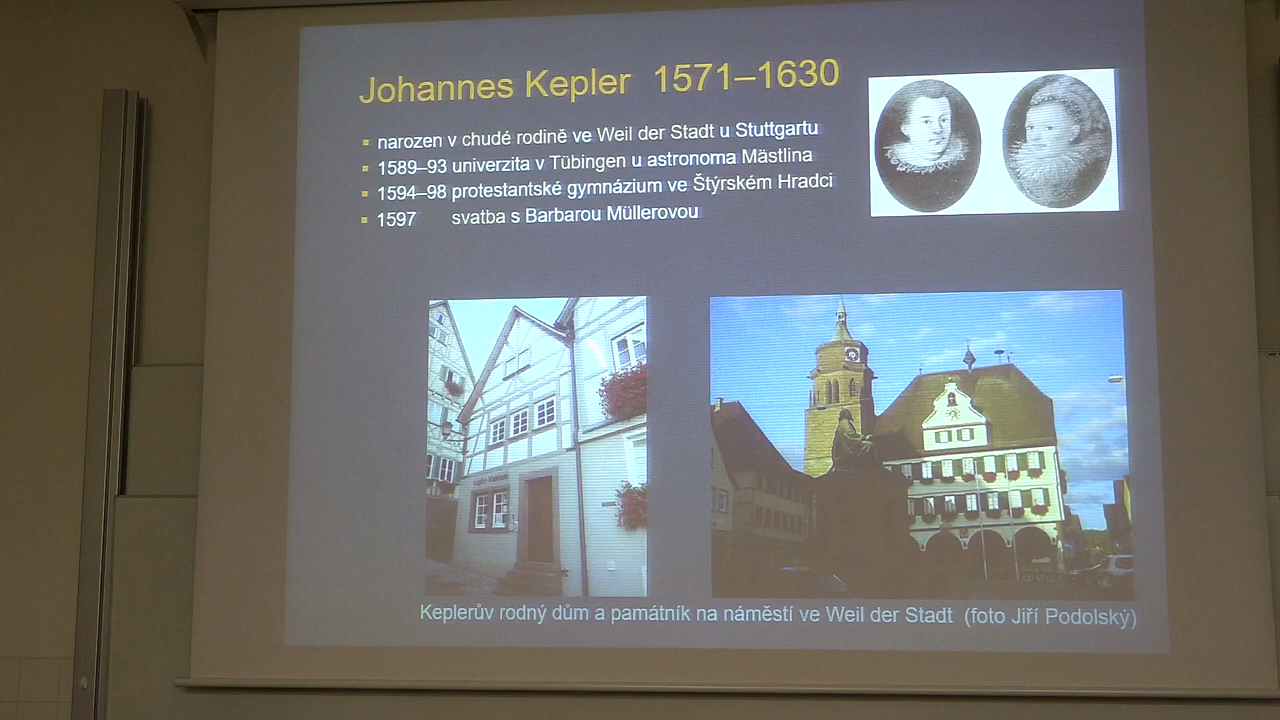 Johannes Kepler 1571–1630
narozen v chudé rodině ve Weil der Stadt u Stuttgartu
1589–93 univerzita v Tübingen u astronoma Mästlina
1594–98 protestantské gymnázium ve Štýrském Hradci
1597 svatba s Barbarou Müllerovou
Keplerův rodný dům a památník na náměstí ve Weil der Stadt (foto Jiří Podolský)